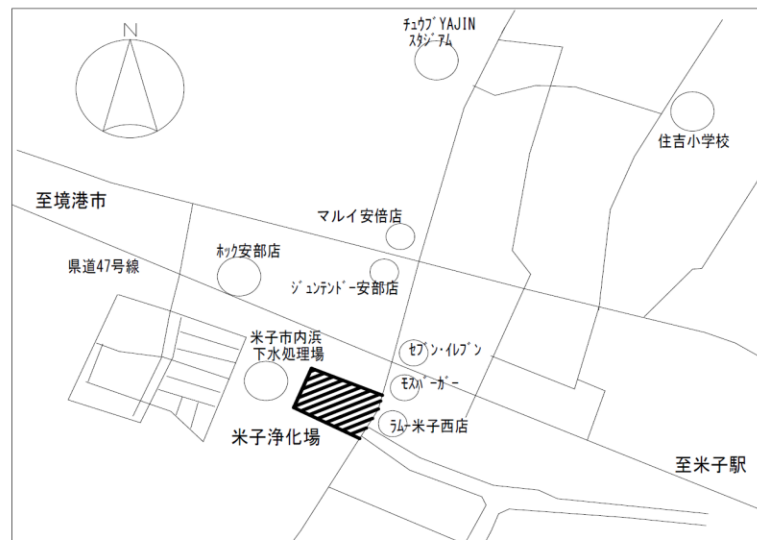 N
ﾁｭｳﾌﾞYAJIN
ｽﾀｼﾞｱﾑ
住吉小学校
至境港市
マルイ安倍店
ﾎｯｸ安部店
県道47号線
ｼﾞｭﾝﾃﾝﾄﾞｰ安部店
米子市内浜
下水処理場
ｾﾌﾞﾝ･ｲﾚﾌﾞﾝ
ﾓｽﾊﾞｰｶﾞｰ
ﾗﾑｰ米子西店
米子浄化場
至米子駅